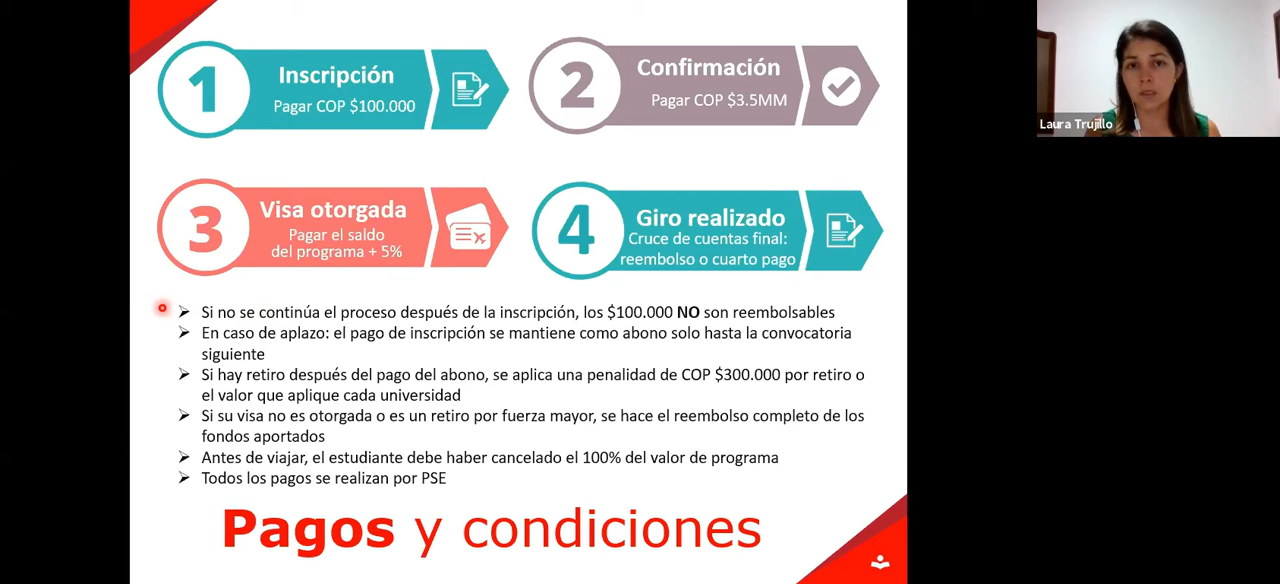 1
Inscripción
Pagar COP $100.000
2
Confirmación
Pagar COP $3.5MM
Laura Trujillo
3
Visa otorgada
Pagar el saldo
del programa + 5%
4
Giro realizado
Cruce de cuentas final:
reembolso o cuarto pago
➢ Si no se continúa el proceso después de la inscripción, los $100.000 NO son reembolsables
➢ En caso de aplazo: el pago de inscripción se mantiene como abono solo hasta la convocatoria
siguiente
➢ Si hay retiro después del pago del abono, se aplica una penalidad de COP $300.000 por retiro o
el valor que aplique cada universidad
➢ Si su visa no es otorgada o es un retiro por fuerza mayor, se hace el reembolso completo de los
fondos aportados
➢ Antes de viajar, el estudiante debe haber cancelado el 100% del valor de programa
➢ Todos los pagos se realizan por PSE
Pagos y condiciones